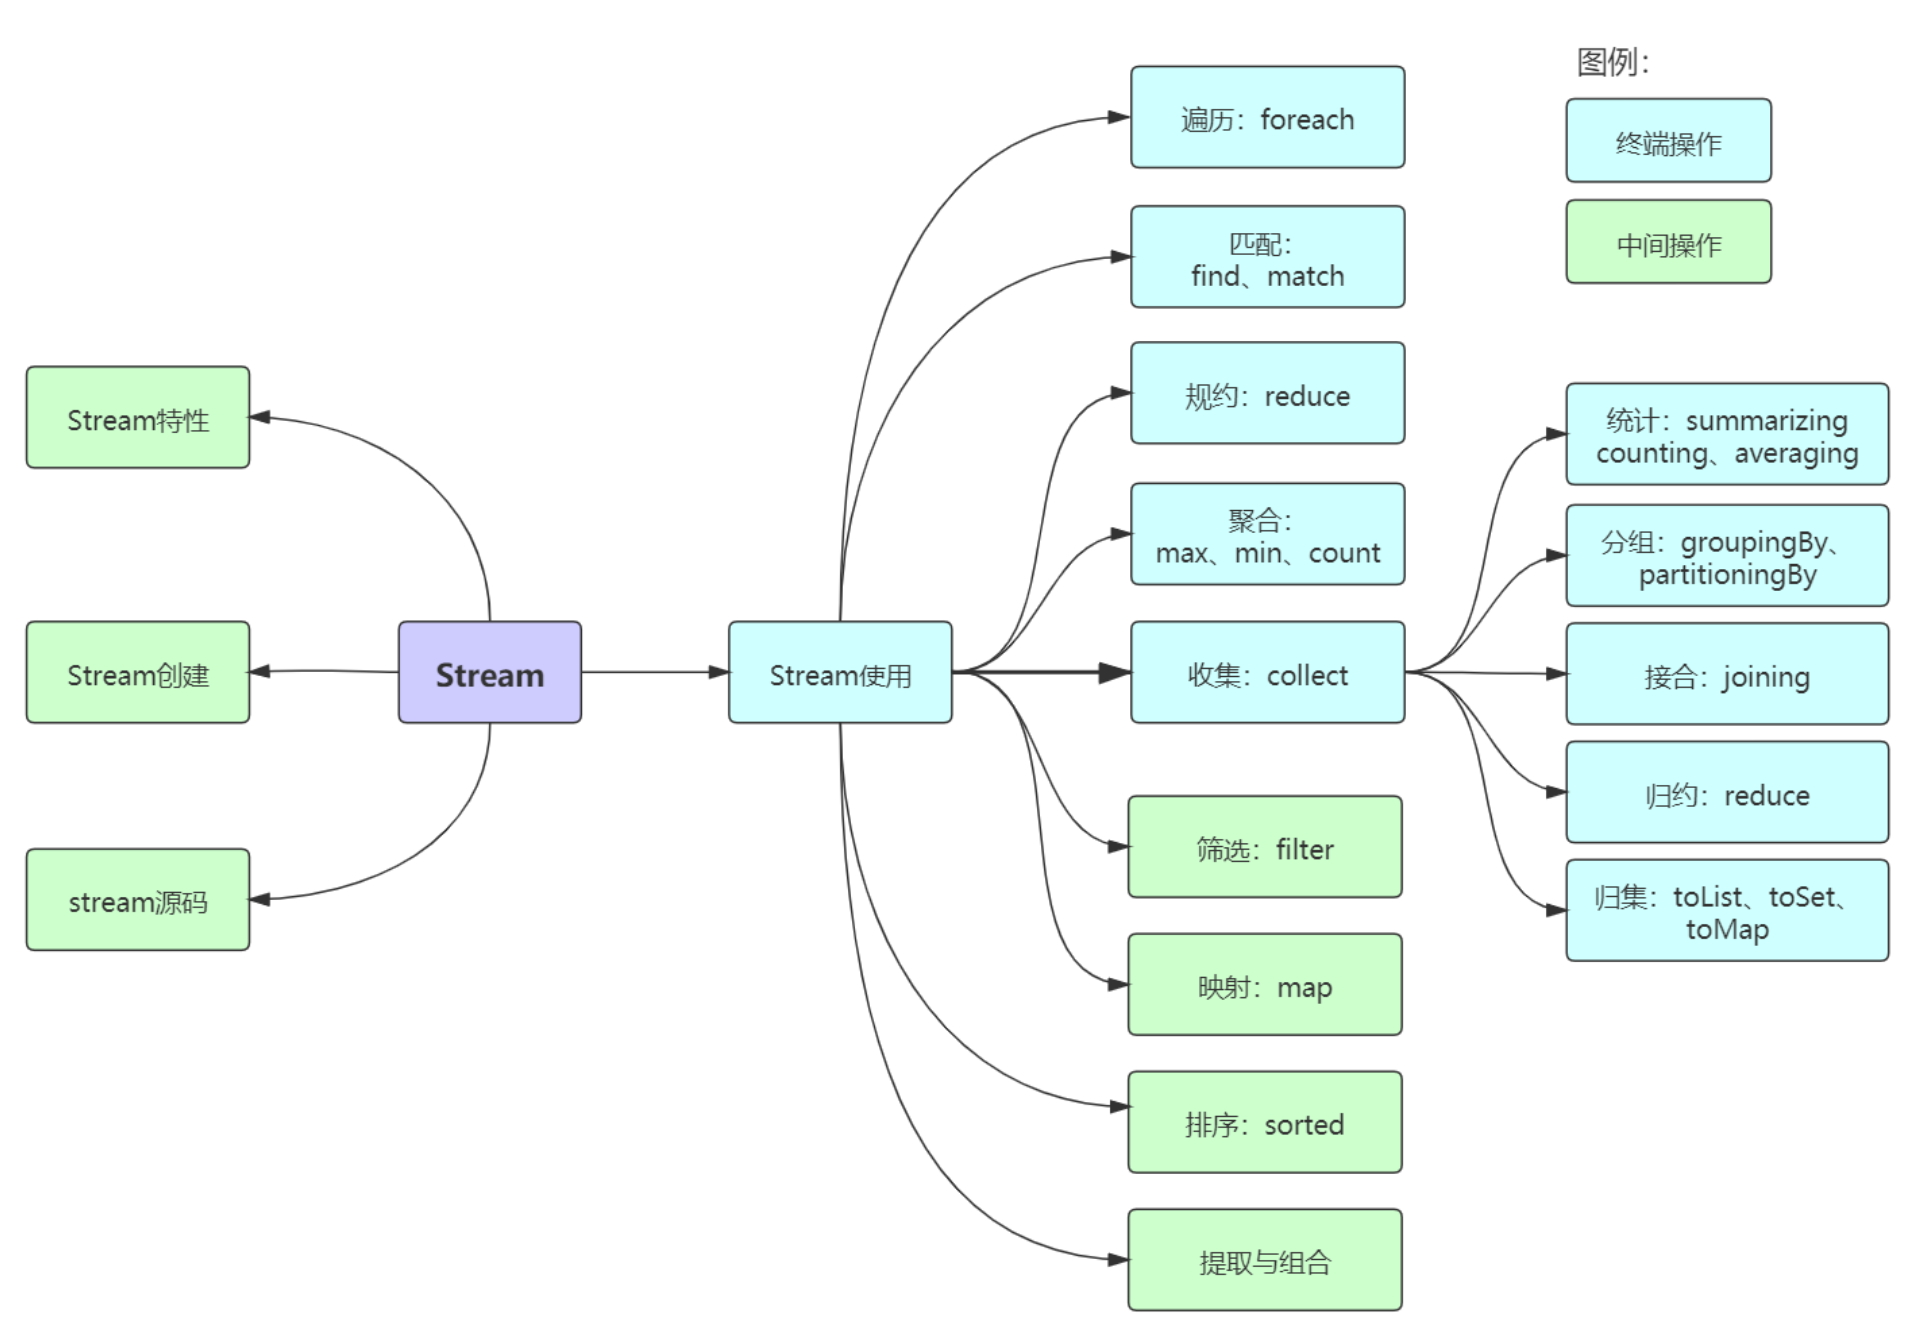 图例：
终端操作
中间操作
Stream特性
Stream创建
stream源码
Stream
Stream使用
遍历：foreach
匹配：
find、match
规约：reduce
聚合：
max、min、count
收集：collect
筛选：filter
映射：map
排序：sorted
提取与组合
统计：summarizing
counting、averaging
分组：groupingBy、
partitioningBy
接合：joining
归约：reduce
归集：toList、toSet、
toMap